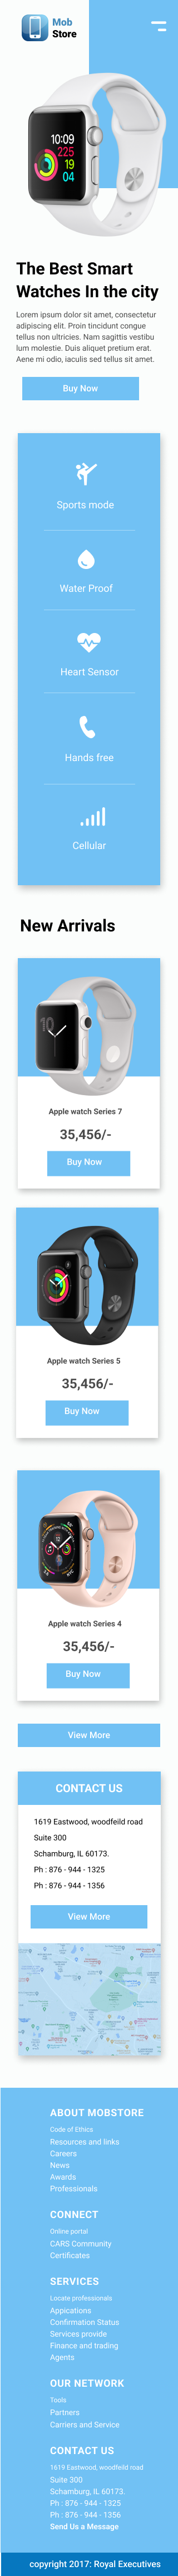 Mob
Store
10:09
225
19
04
The Best Smart
Watches In the city
Lorem ipsum dolor sit amet, consectetur
adipiscing elit. Proin tincidunt congue
tellus non ultricies. Nam sagittis vestibu
lum molestie. Duis aliquet pretium erat.
Aene mi odio, iaculis sed tellus sit amet.
Buy Now
Sports mode
Water Proof
Heart Sensor
Hands free
Cellular
New Arrivals
10
Apple watch Series 7
35,456/-
Buy Now
Apple watch Series 5
35,456/-
Buy Now
Apple watch Series 4
35,456/-
Buy Now
View More
CONTACT US
1619 Eastwood, woodfeild road
Suite 300
Schamburg, IL 60173.
Ph : 876 - 944 - 1325
Ph : 876 - 944 - 1356
View More
ABOUT MOBSTORE
Code of Ethics
Resources and links
Careers
News
Awards
Professionals
CONNECT
Online portal
CARS Community
Certificates
SERVICES
Locate professionals
Appications
Confirmation Status
Services provide
Finance and trading
Agents
OUR NETWORK
Tools
Partners
Carriers and Service
CONTACT US
1619 Eastwood, woodfeild road
Suite 300
Schamburg, IL 60173.
Ph : 876 - 944 - 1325
Ph : 876 - 944 - 1356
Send Us a Message
copyright 2017: Royal Executives